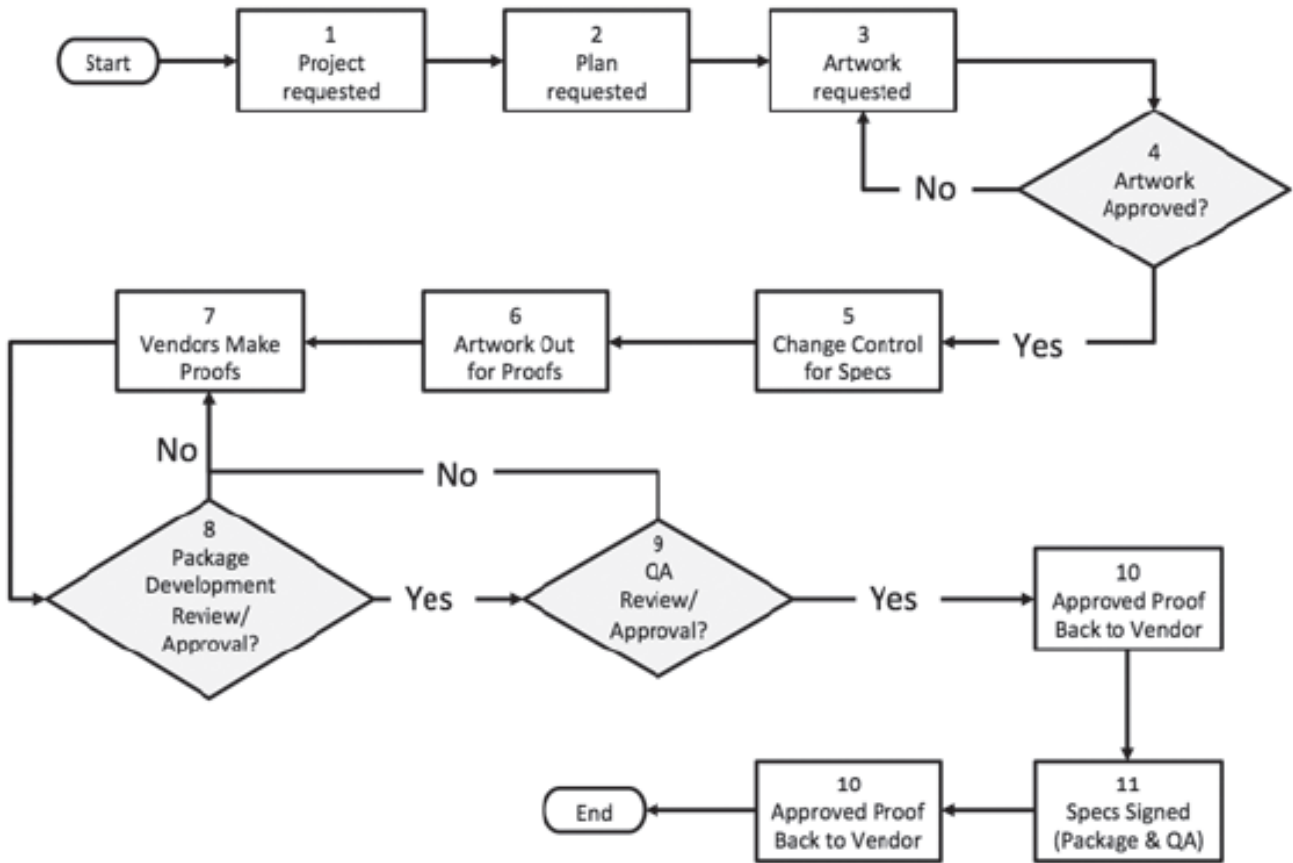 Start
1
Project
requested
2
Plan
requested
3
Artwork
requested
4
Artwork
Approved?
No
Yes
5
Change Control
for Specs
6
Artwork Out
for Proofs
7
Vendors Make
Proofs
No
No
8
Package
Development
Review/
Approval?
Yes
9
QA
Review/
Approval?
Yes
10
Approved Proof
Back to Vendor
11
Specs Signed
(Package & QA)
10
Approved Proof
Back to Vendor
End